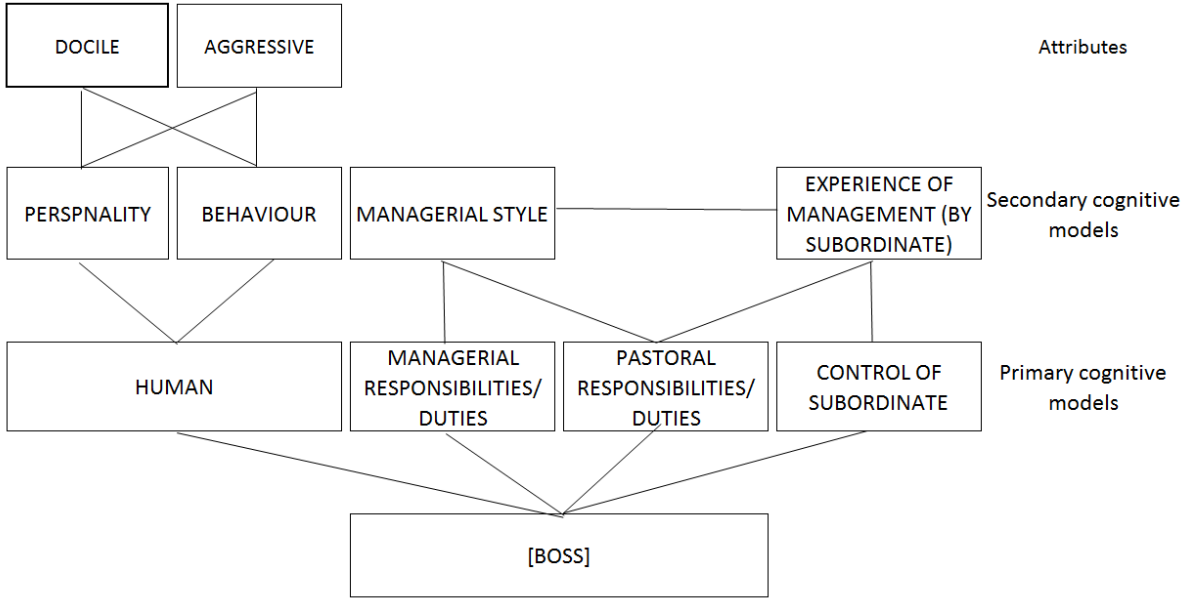 DOCILE
AGGRESSIVE
Attributes
PERSPNALITY
BEHAVIOUR
MANAGERIAL STYLE
EXPERIENCE OF
MANAGEMENT (BY
SUBORDINATE)
Secondary cognitive
models
HUMAN
MANAGERIAL
RESPONSIBILITIES/
DUTIES
PASTORAL
RESPONSIBILITIES/
DUTIES
CONTROL OF
SUBORDINATE
Primary cognitive
models
[BOSS]